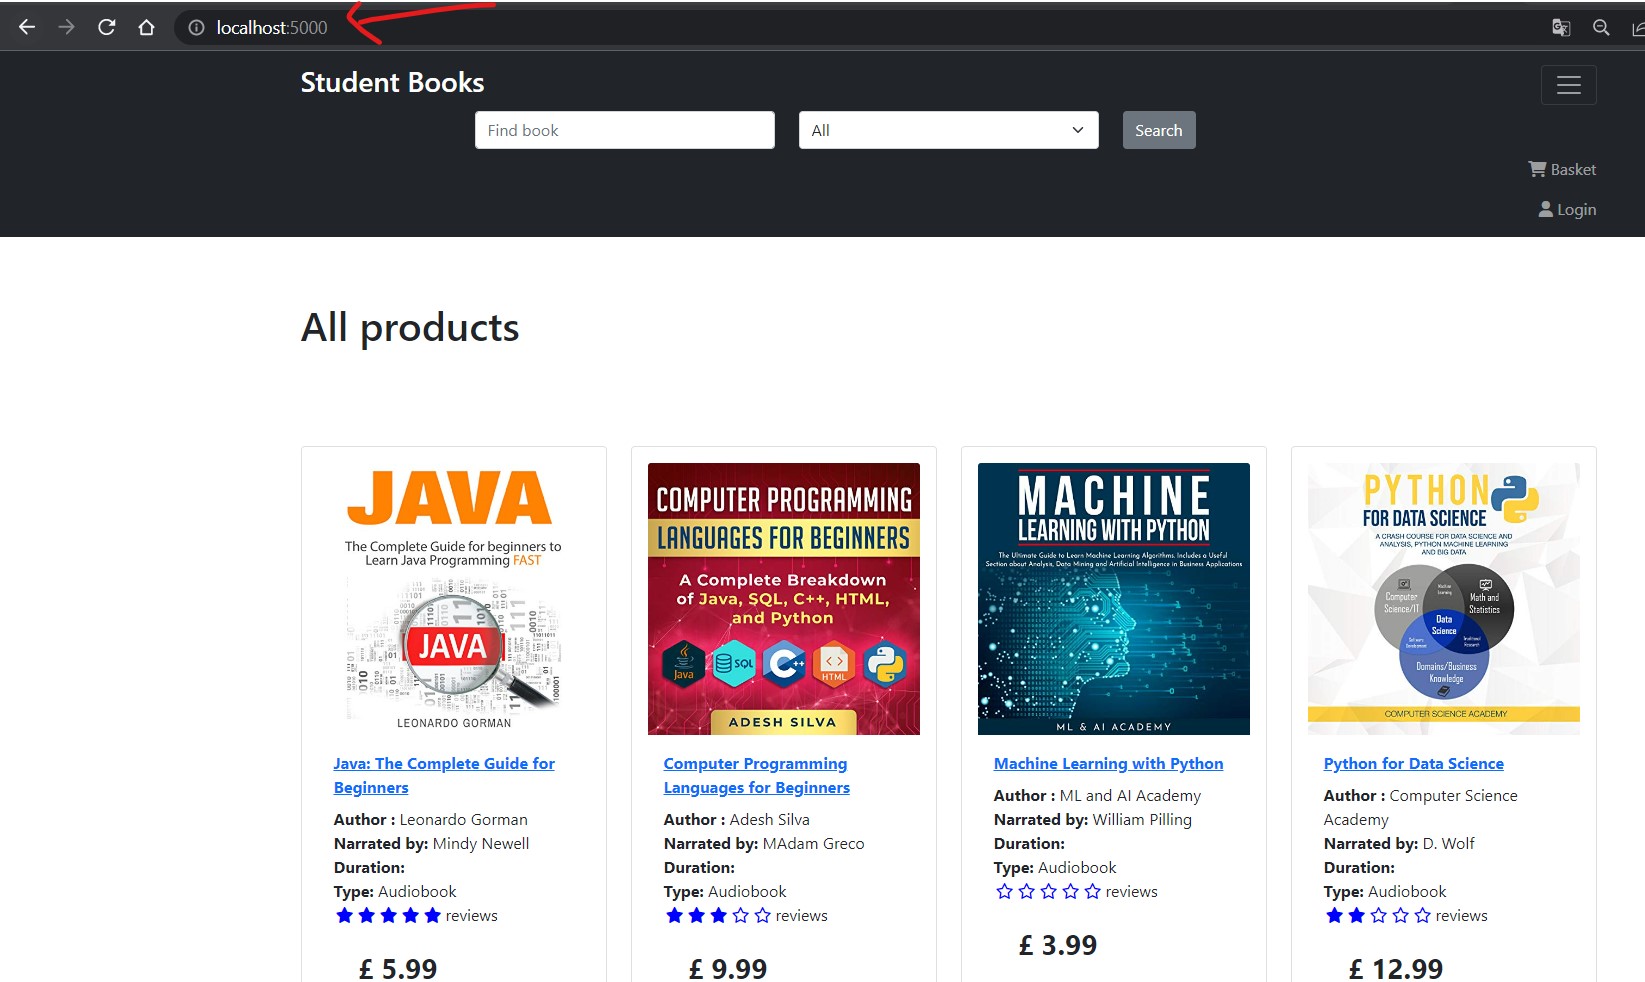 localhost:5000
Student Books
Find book
All
Search
Basket
Login
All products
JAVA
The Complete Guide for beginners to
Learn Java Programming FAST
JAVA
LEONARDO GORMAN
Java: The Complete Guide for
Beginners
Author : Leonardo Gorman
Narrated by: Mindy Newell
Duration:
Type: Audiobook
reviews
£ 5.99
COMPUTER PROGRAMMING
LANGUAGES FOR BEGINNERS
A Complete Breakdown
of Java, SQL, C++, HTML,
and Python
Java
SQL
C++
HTML
ADESH SILVA
Computer Programming
Languages for Beginners
Author : Adesh Silva
Narrated by: MAdam Greco
Duration:
Type: Audiobook
reviews
£ 9.99
MACHINE
LEARNING WITH PYTHON
The Ultimate Guide to Learn Machine Learning Algorithms. Includes a Useful
Section about Analysis, Data Mining and Artificial Intelligence in Business Applications
ML & AI ACADEMY
Machine Learning with Python
Author : ML and AI Academy
Narrated by: William Pilling
Duration:
Type: Audiobook
reviews
£ 3.99
PYTHON
FOR DATA SCIENCE
A CRASH COURSE FOR DATA SCIENCE AND
ANALYSIS, PYTHON MACHINE LEARNING
AND BIG DATA
Computer
Science/IT
Machine
Learning
Math and
Statistics
Data
Science
Software
Development
Traditional
Research
Domains/Business
Knowledge
COMPUTER SCIENCE ACADEMY
Python for Data Science
Author : Computer Science
Academy
Narrated by: D. Wolf
Duration:
Type: Audiobook
reviews
£ 12.99